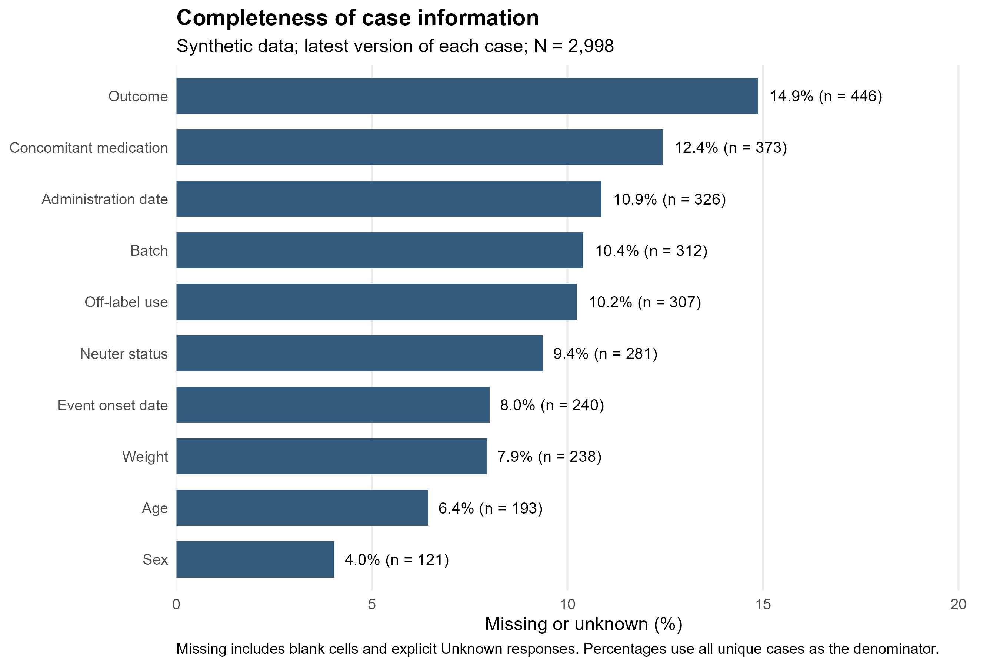 Completeness of case information
Synthetic data; latest version of each case; N = 2,998
Outcome 14.9% (n = 446)
Concomitant medication 12.4% (n = 373)
Administration date 10.9% (n = 326)
Batch 10.4% (n = 312)
Off-label use 10.2% (n = 307)
Neuter status 9.4% (n = 281)
Event onset date 8.0% (n = 240)
Weight 7.9% (n = 238)
Age 6.4% (n = 193)
Sex 4.0% (n = 121)
0 5 10 15 20
Missing or unknown (%)
Missing includes blank cells and explicit Unknown responses. Percentages use all unique cases as the denominator.